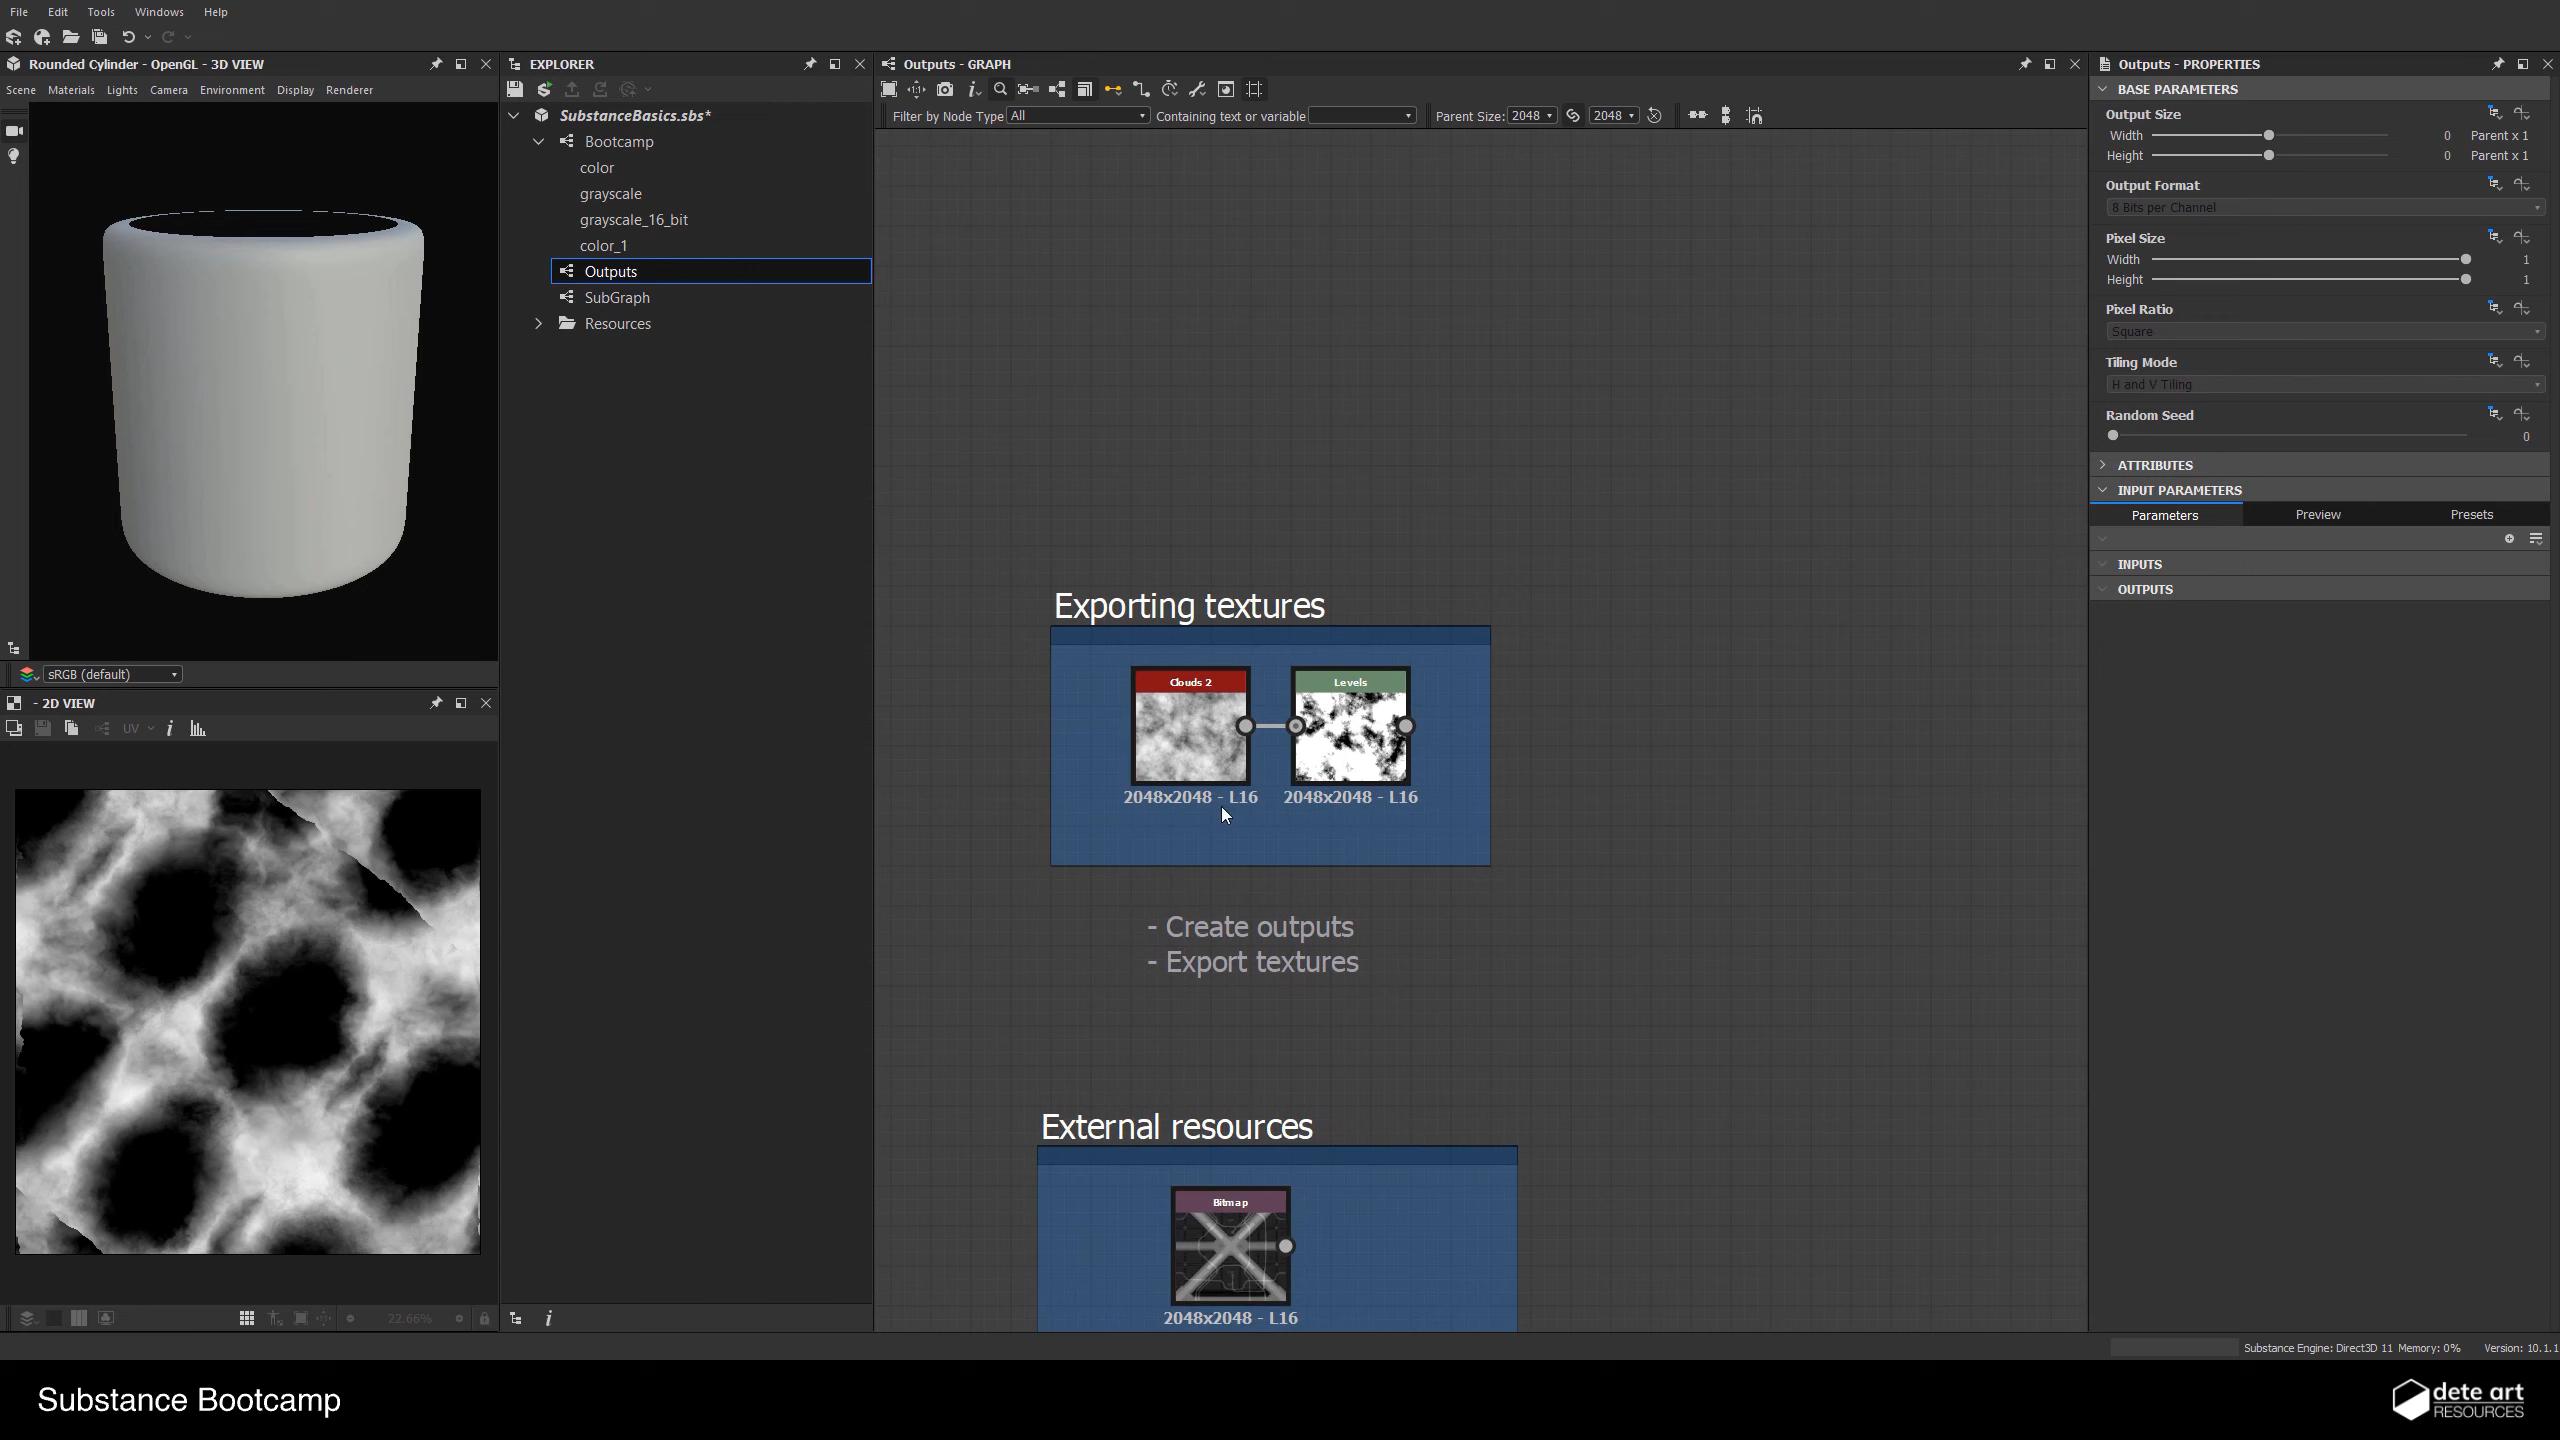 File Edit Tools Windows Help
Rounded Cylinder - OpenGL - 3D VIEW
Scene Materials Lights Camera Environment Display Renderer
sRGB (default)
- 2D VIEW
UV
22.66%
EXPLORER
SubstanceBasics.sbs*
Bootcamp
color
grayscale
grayscale_16_bit
color_1
Outputs
SubGraph
Resources
Outputs - GRAPH
Filter by Node Type All Containing text or variable Parent Size: 2048 2048
Exporting textures
Clouds 2 Levels
2048x2048 - L16 2048x2048 - L16
- Create outputs
- Export textures
External resources
Bitmap
2048x2048 - L16
Outputs - PROPERTIES
BASE PARAMETERS
Output Size
Width 0 Parent x 1
Height 0 Parent x 1
Output Format
8 Bits per Channel
Pixel Size
Width 1
Height 1
Pixel Ratio
Square
Tiling Mode
H and V Tiling
Random Seed
0
ATTRIBUTES
INPUT PARAMETERS
Parameters Preview Presets
INPUTS
OUTPUTS
Substance Engine: Direct3D 11 Memory: 0% Version: 10.1.1
Substance Bootcamp
dete art
RESOURCES